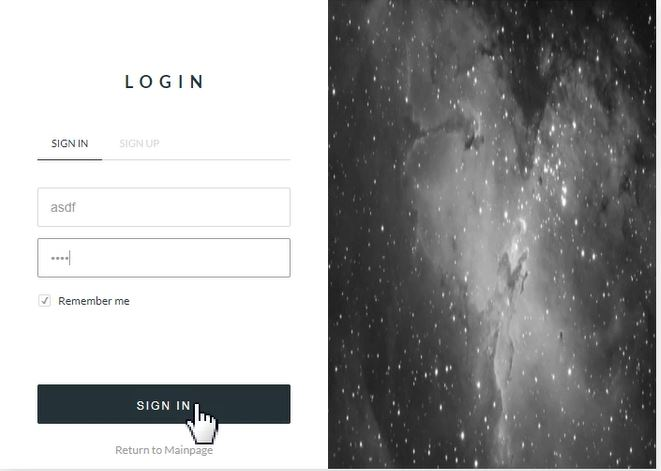 LOGIN
SIGN IN SIGN UP
asdf
••••
Remember me
SIGN IN
Return to Mainpage